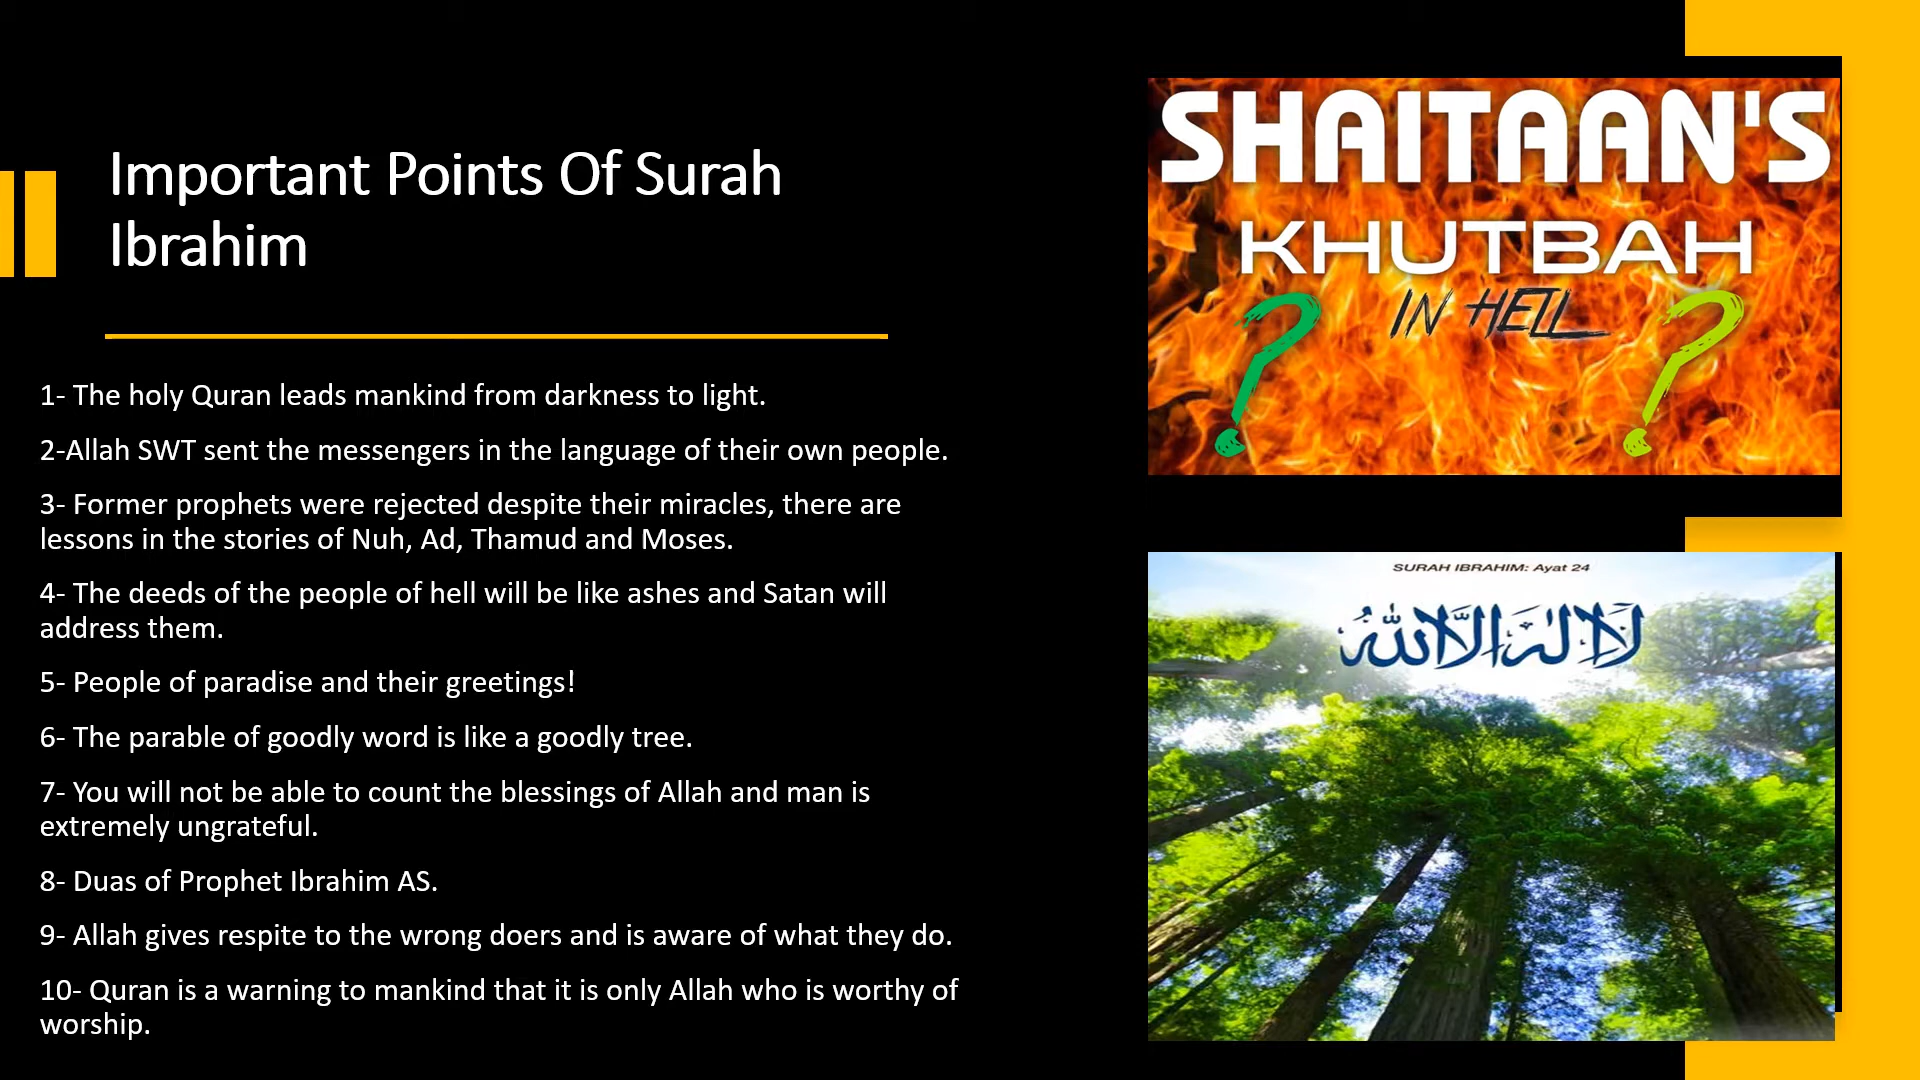 Important Points Of Surah
Ibrahim
1- The holy Quran leads mankind from darkness to light.
2-Allah SWT sent the messengers in the language of their own people.
3- Former prophets were rejected despite their miracles, there are
lessons in the stories of Nuh, Ad, Thamud and Moses.
4- The deeds of the people of hell will be like ashes and Satan will
address them.
5- People of paradise and their greetings!
6- The parable of goodly word is like a goodly tree.
7- You will not be able to count the blessings of Allah and man is
extremely ungrateful.
8- Duas of Prophet Ibrahim AS.
9- Allah gives respite to the wrong doers and is aware of what they do.
10- Quran is a warning to mankind that it is only Allah who is worthy of
worship.
SHAITAAN'S
KHUTBAH
IN HELL
? ?
SURAH IBRAHIM: Ayat 24
لَا إِلٰهَ إِلَّا اللّٰه